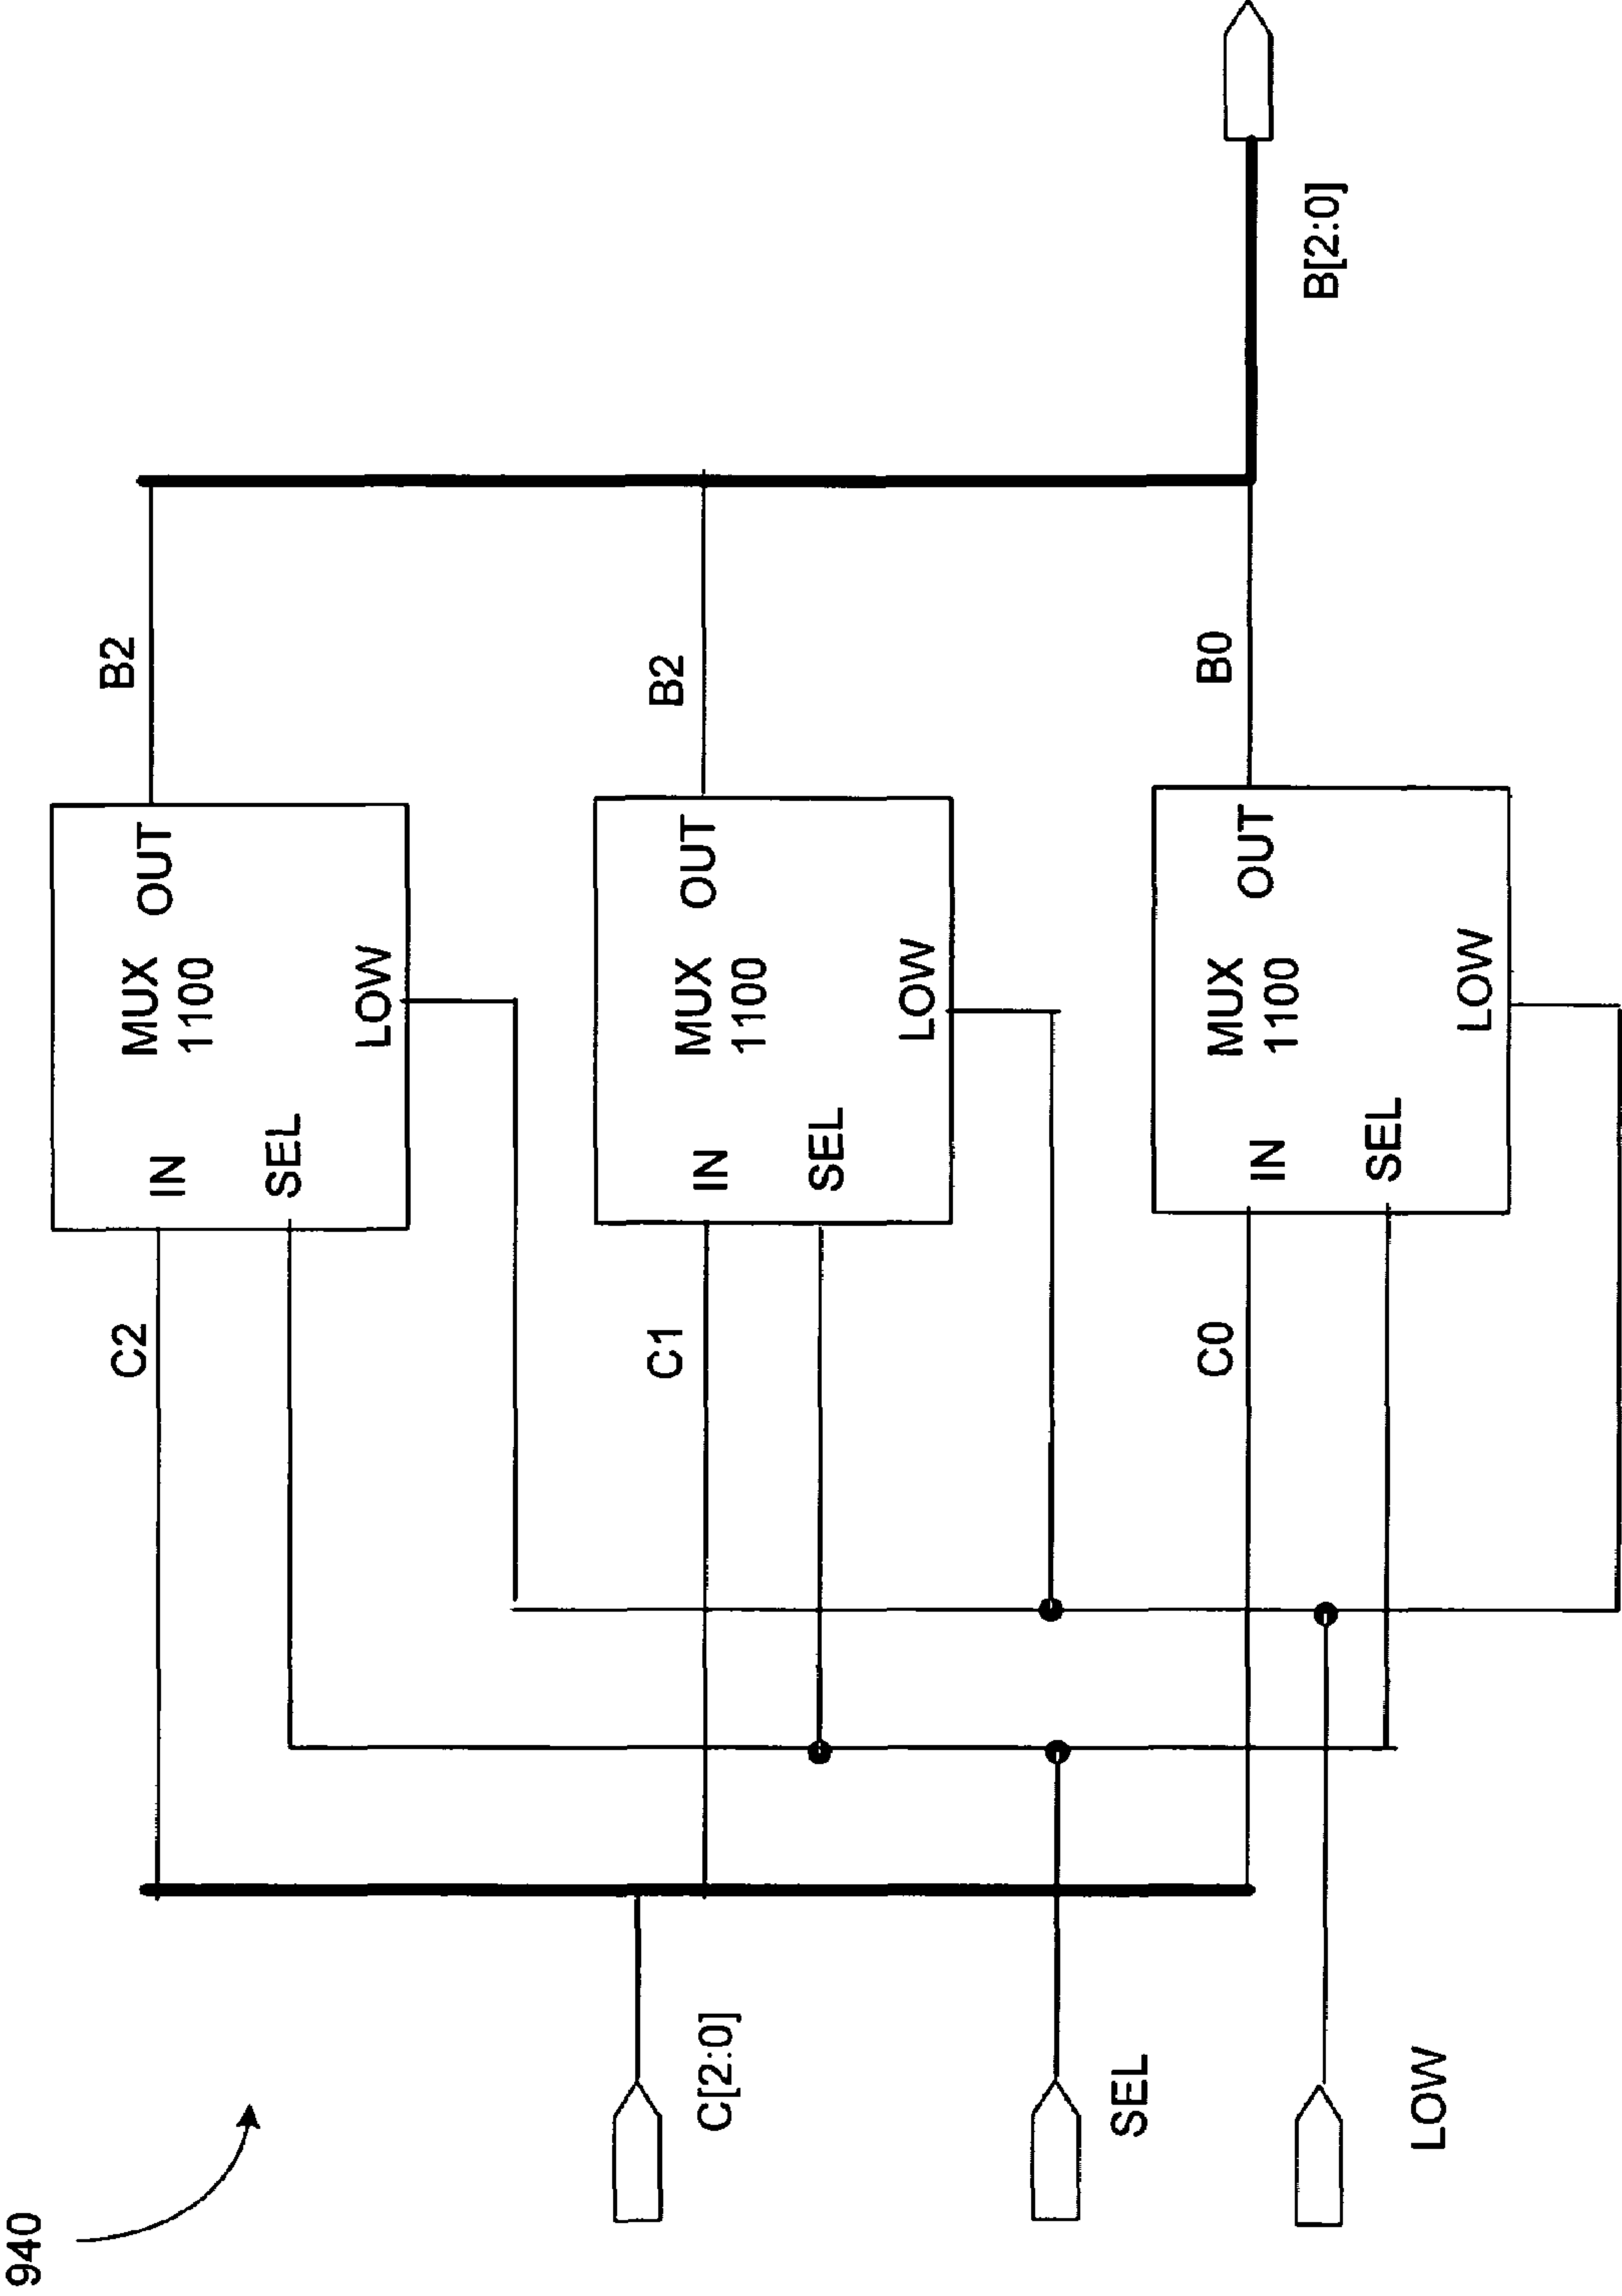 940
C2
IN
MUX
1100
OUT
SEL
LOW
B2
C1
IN
MUX
1100
OUT
SEL
LOW
B2
C[2:0]
C0
IN
MUX
1100
OUT
SEL
LOW
B0
SEL
LOW
B[2:0]